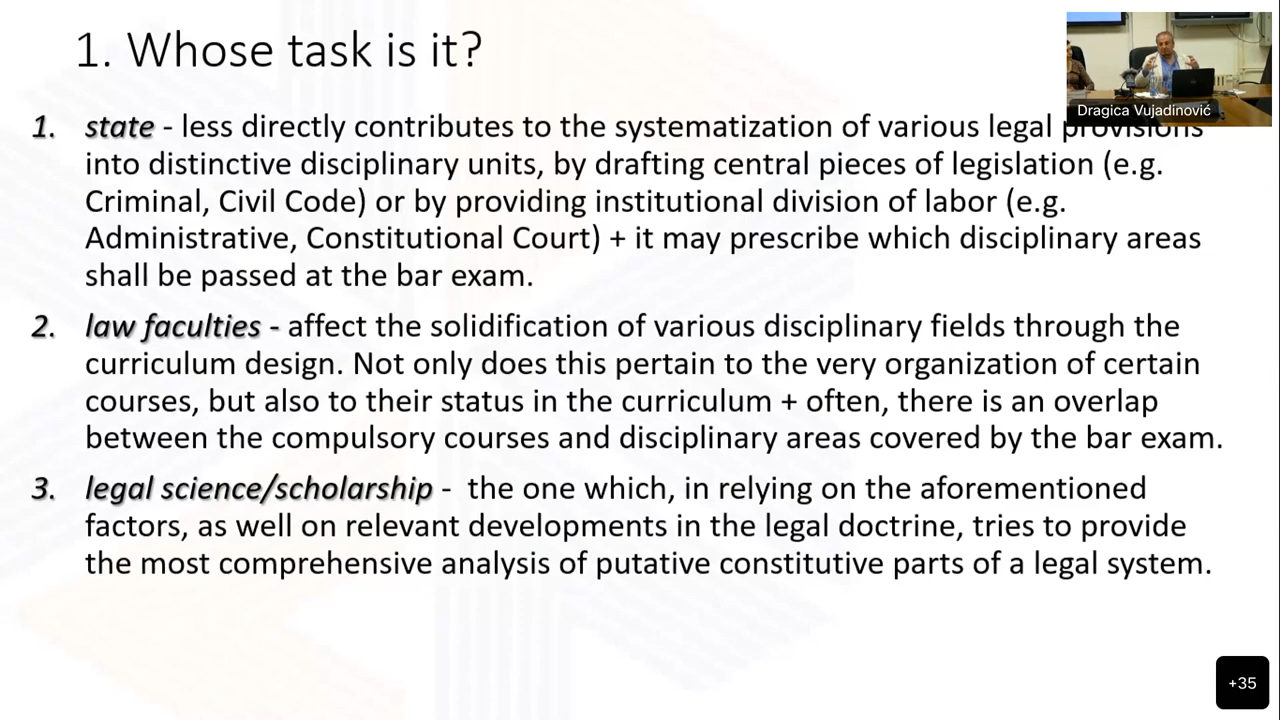 1. Whose task is it?
Dragica Vujadinović
1. state - less directly contributes to the systematization of various legal provisions
into distinctive disciplinary units, by drafting central pieces of legislation (e.g.
Criminal, Civil Code) or by providing institutional division of labor (e.g.
Administrative, Constitutional Court) + it may prescribe which disciplinary areas
shall be passed at the bar exam.
2. law faculties - affect the solidification of various disciplinary fields through the
curriculum design. Not only does this pertain to the very organization of certain
courses, but also to their status in the curriculum + often, there is an overlap
between the compulsory courses and disciplinary areas covered by the bar exam.
3. legal science/scholarship - the one which, in relying on the aforementioned
factors, as well on relevant developments in the legal doctrine, tries to provide
the most comprehensive analysis of putative constitutive parts of a legal system.
+35